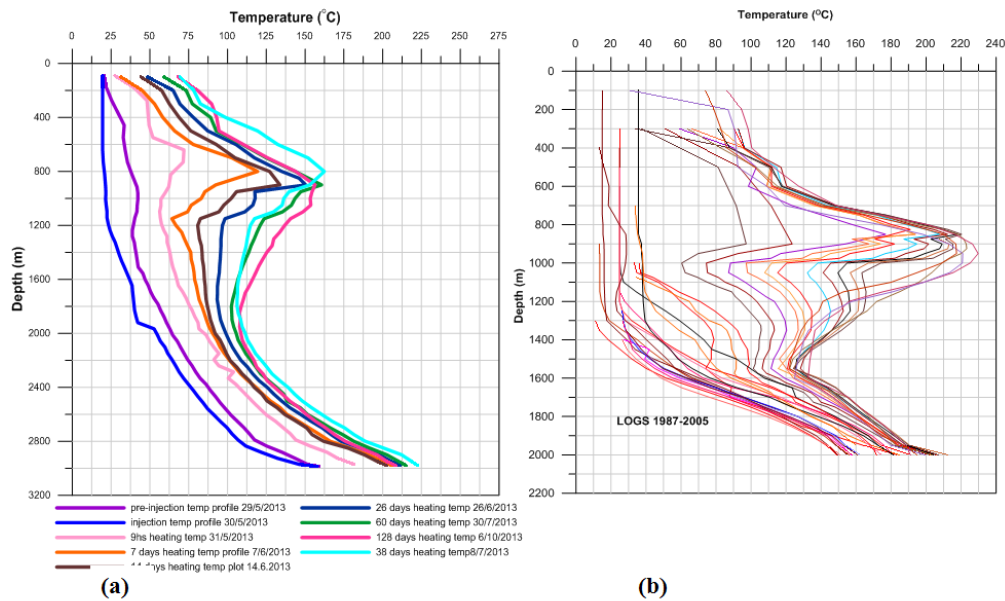 Temperature (°C)
0 25 50 75 100 125 150 175 200 225 250 275
0
400
800
1200
1600
2000
2400
2800
3200
Depth (m)
pre-injection temp profile 29/5/2013
injection temp profile 30/5/2013
9hs heating temp 31/5/2013
7 days heating temp profile 7/6/2013
days heating temp plot 14.6.2013
26 days heating temp 26/6/2013
60 days heating temp 30/7/2013
128 days heating temp 6/10/2013
38 days heating temp8/7/2013
(a)
Temperature (°C)
0 20 40 60 80 100 120 140 160 180 200 220 240
0
200
400
600
800
1000
1200
1400
1600
1800
2000
2200
Depth (m)
LOGS 1987-2005
(b)